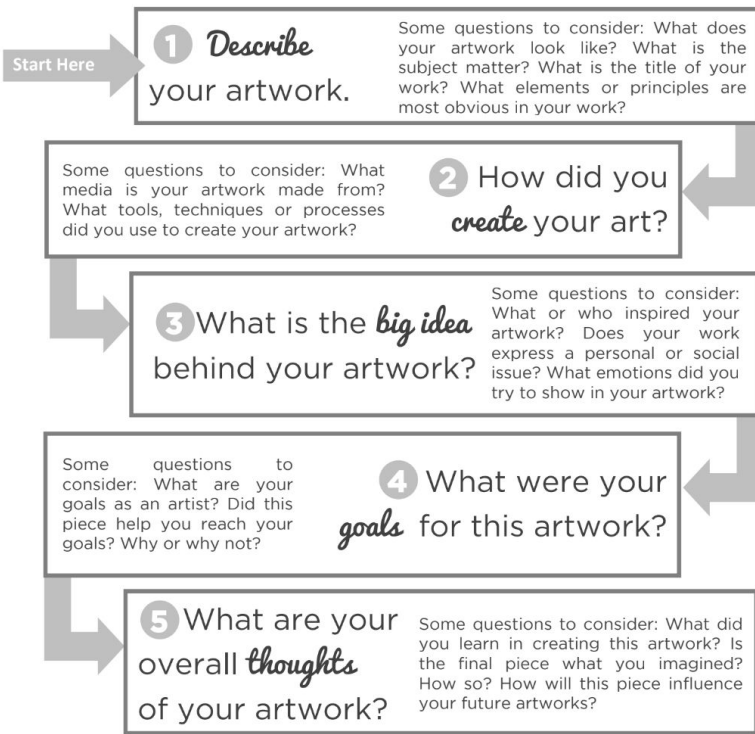 Start Here
1 Describe
your artwork.
Some questions to consider: What does
your artwork look like? What is the
subject matter? What is the title of your
work? What elements or principles are
most obvious in your work?
Some questions to consider: What
media is your artwork made from?
What tools, techniques or processes
did you use to create your artwork?
2 How did you
create your art?
3 What is the big idea
behind your artwork?
Some questions to consider:
What or who inspired your
artwork? Does your work
express a personal or social
issue? What emotions did you
try to show in your artwork?
Some questions to
consider: What are your
goals as an artist? Did this
piece help you reach your
goals? Why or why not?
4 What were your
goals for this artwork?
5 What are your
overall thoughts
of your artwork?
Some questions to consider: What did
you learn in creating this artwork? Is
the final piece what you imagined?
How so? How will this piece influence
your future artworks?